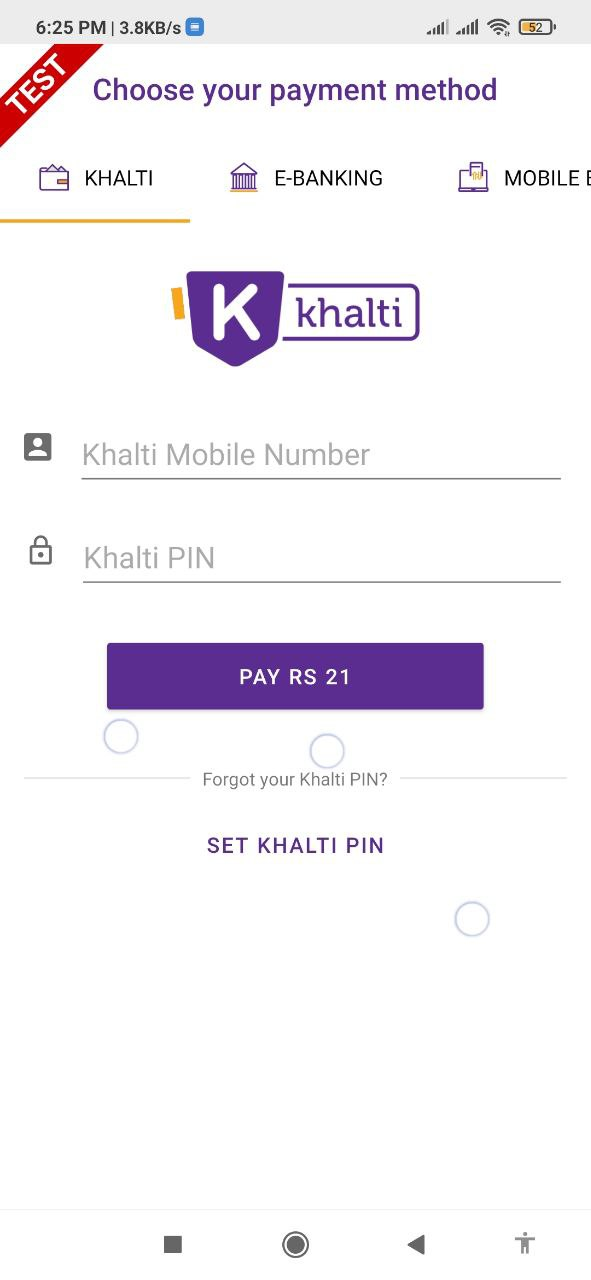 6:25 PM | 3.8KB/s
52
TEST
Choose your payment method
KHALTI
E-BANKING
MOBILE
K khalti
Khalti Mobile Number
Khalti PIN
PAY RS 21
Forgot your Khalti PIN?
SET KHALTI PIN